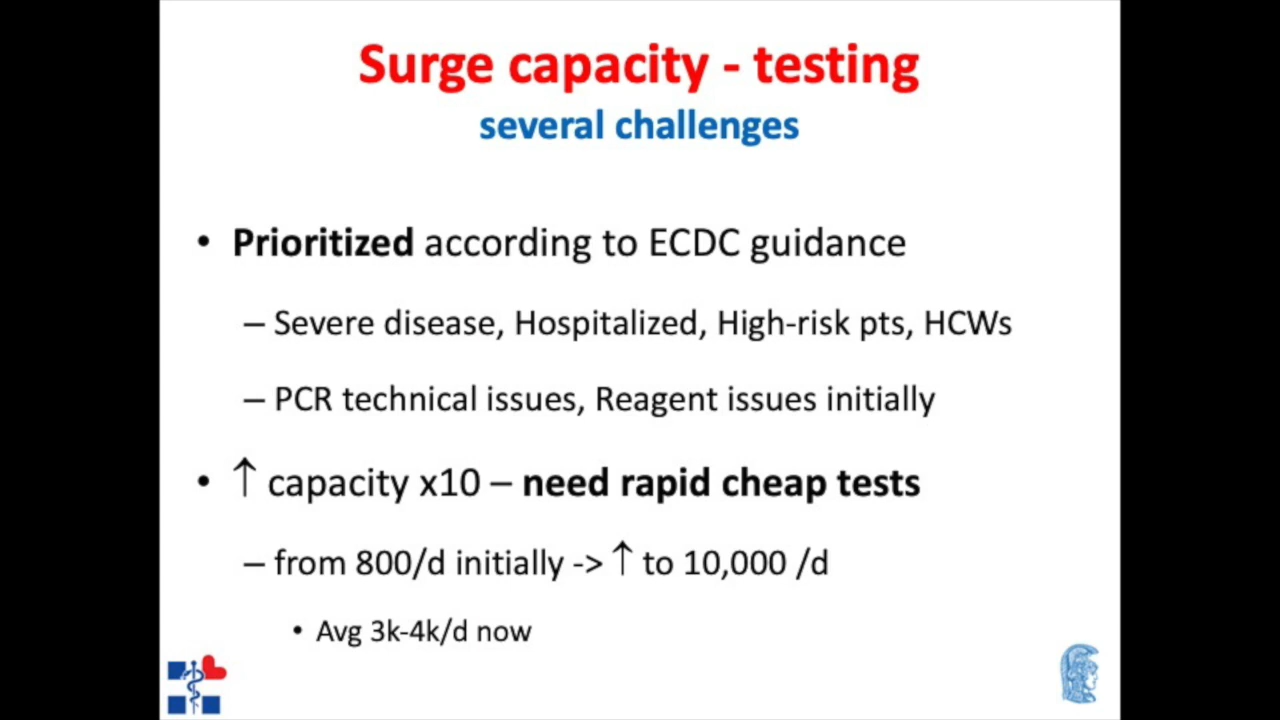 Surge capacity - testing
several challenges
• Prioritized according to ECDC guidance
– Severe disease, Hospitalized, High-risk pts, HCWs
– PCR technical issues, Reagent issues initially
• ↑ capacity x10 – need rapid cheap tests
– from 800/d initially -> ↑ to 10,000 /d
• Avg 3k-4k/d now